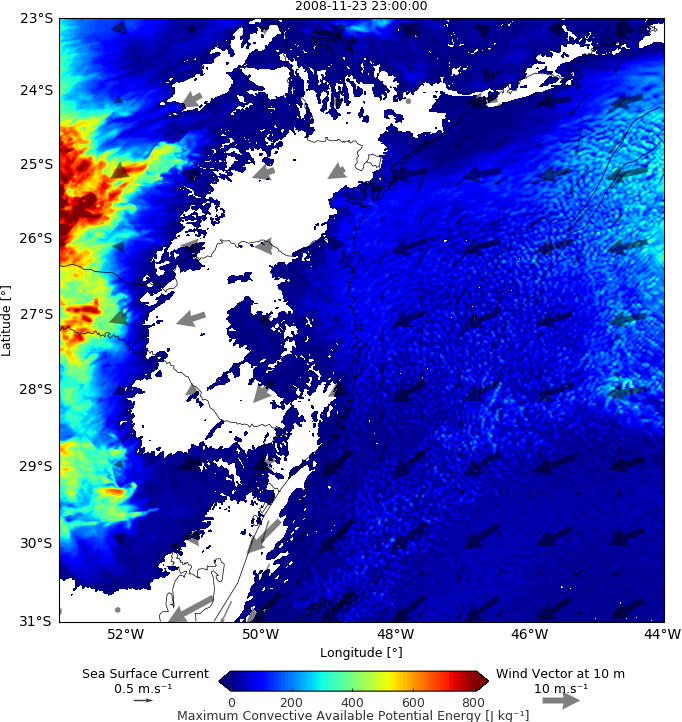 2008-11-23 23:00:00
23°S
24°S
25°S
26°S
27°S
28°S
29°S
30°S
31°S
Latitude [°]
52°W 50°W 48°W 46°W 44°W
Longitude [°]
Sea Surface Current
0.5 m.s⁻¹
Wind Vector at 10 m
10 m.s⁻¹
0 200 400 600 800
Maximum Convective Available Potential Energy [J kg⁻¹]